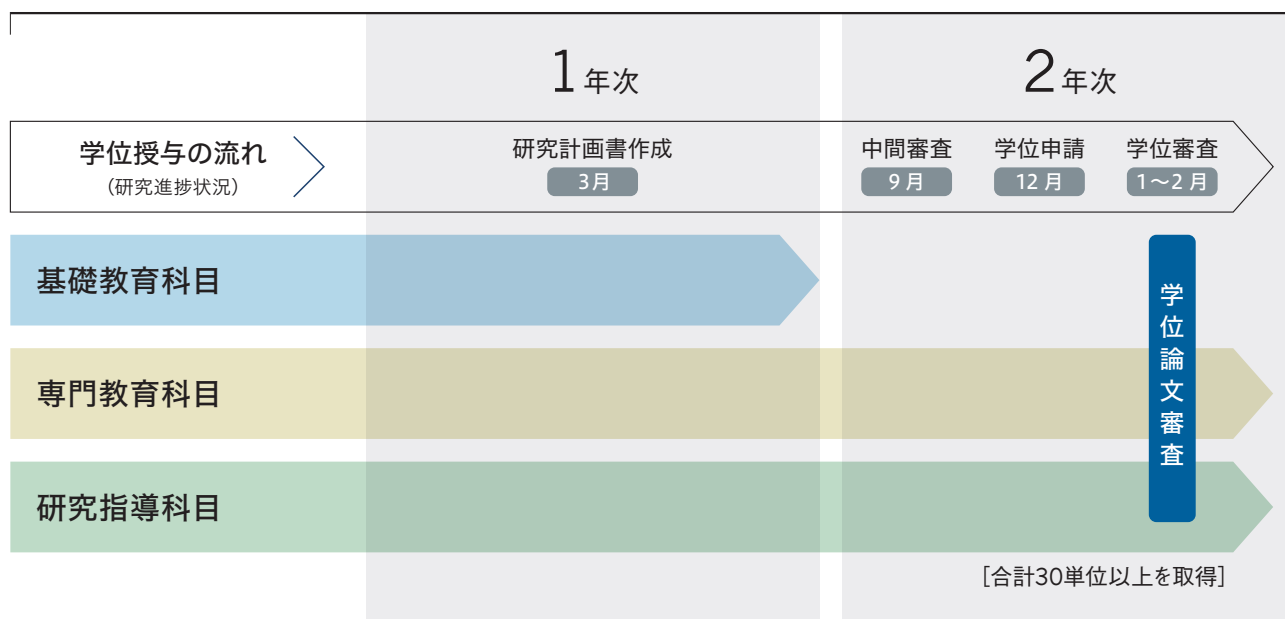 1年次
2年次
学位授与の流れ
(研究進捗状況)
研究計画書作成
3月
中間審査
9月
学位申請
12月
学位審査
1〜2月
基礎教育科目
専門教育科目
研究指導科目
学位論文審査
[合計30単位以上を取得]